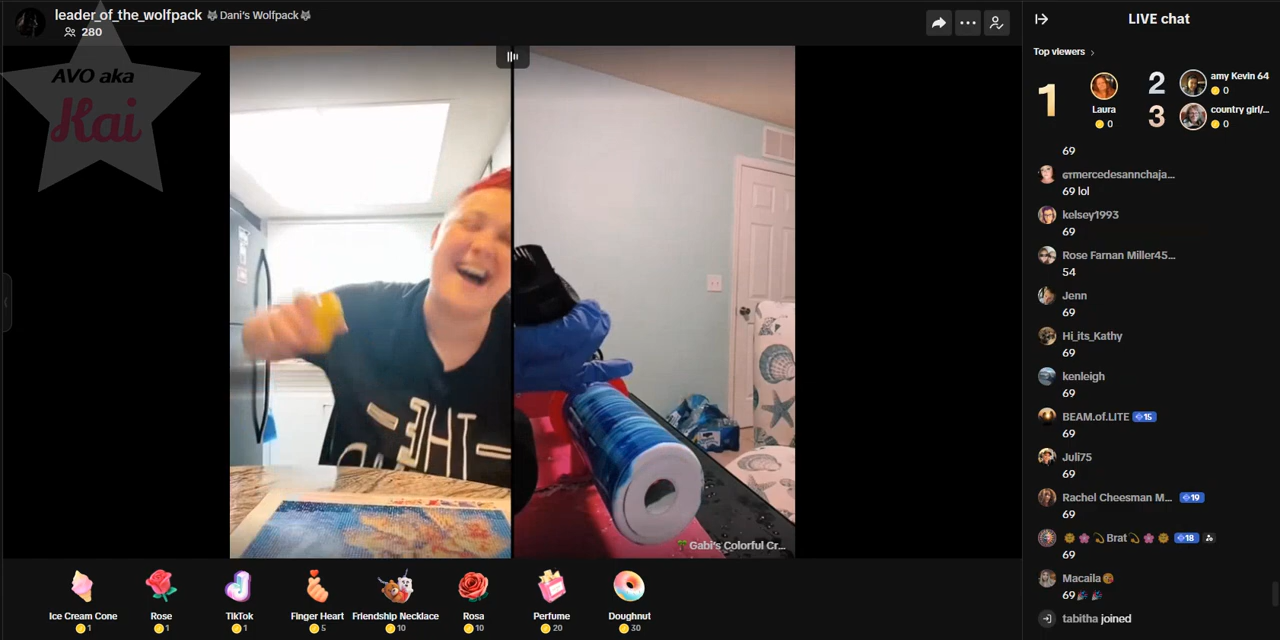 leader_of_the_wolfpack 🐺Dani's Wolfpack🐺
280
AVO aka
Kai
THE
Gabi's Colorful Cr...
Ice Cream Cone
1
Rose
1
TikTok
1
Finger Heart
5
Friendship Necklace
10
Rosa
10
Perfume
20
Doughnut
30
LIVE chat
Top viewers >
1
Laura
0
2
amy Kevin 64
0
3
country girl/...
0
69
mercedesannchaja...
69 lol
kelsey1993
69
Rose Farnan Miller45...
54
Jenn
69
Hi_its_Kathy
69
kenleigh
69
BEAM.of.LITE 15
69
Juli75
69
Rachel Cheesman M... 19
69
Brat 18
69
Macaila
69🎉🎉
tabitha joined